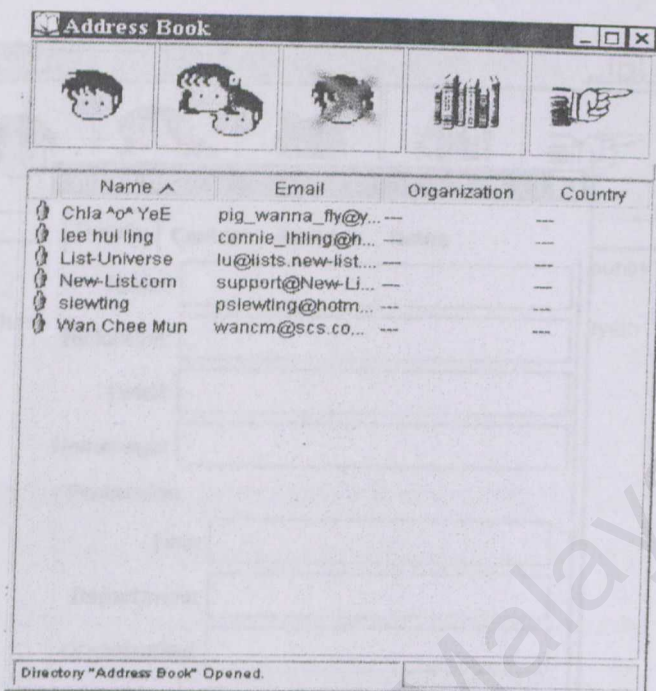 Address Book
Name Email Organization Country
Chia ^o^ YeE pig_wanna_fly@y... --- ---
lee hui ling connie_lhling@h... --- ---
List-Universe lu@lists.new-list.... --- ---
New-List.com support@New-Li... --- ---
siewting psiewting@hotm... --- ---
Wan Chee Mun wancm@scs.co... --- ---
Directory "Address Book" Opened.
Malay